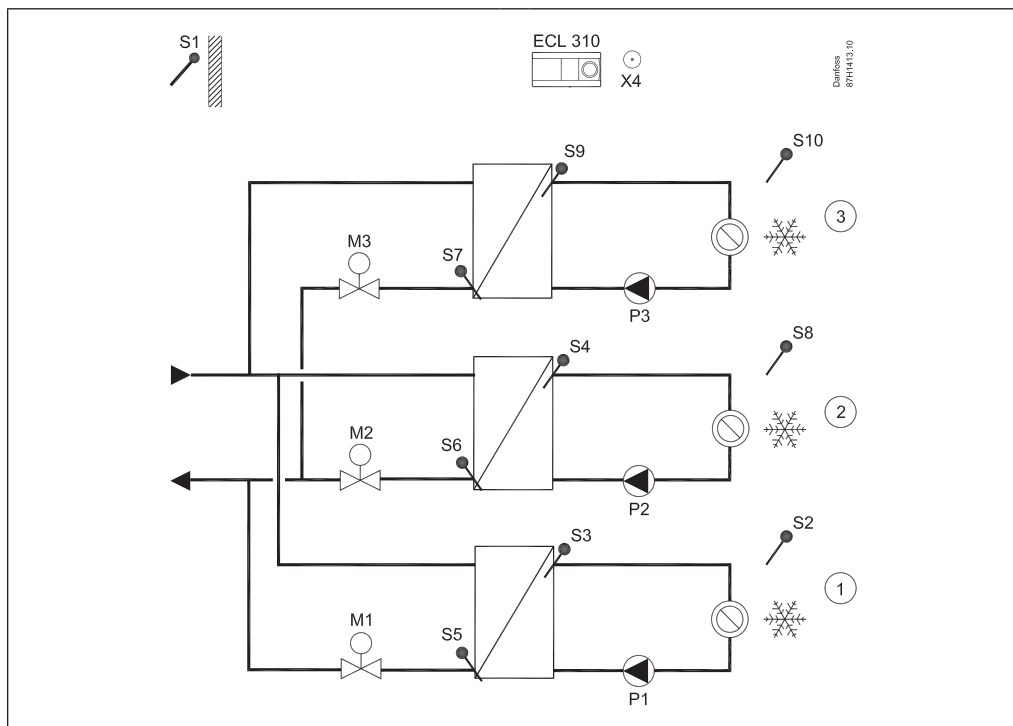 S1
ECL 310
X4
Danfoss
87H1413.10
S9
S10
3
M3
S7
P3
S4
S8
2
M2
S6
P2
S3
S2
1
M1
S5
P1